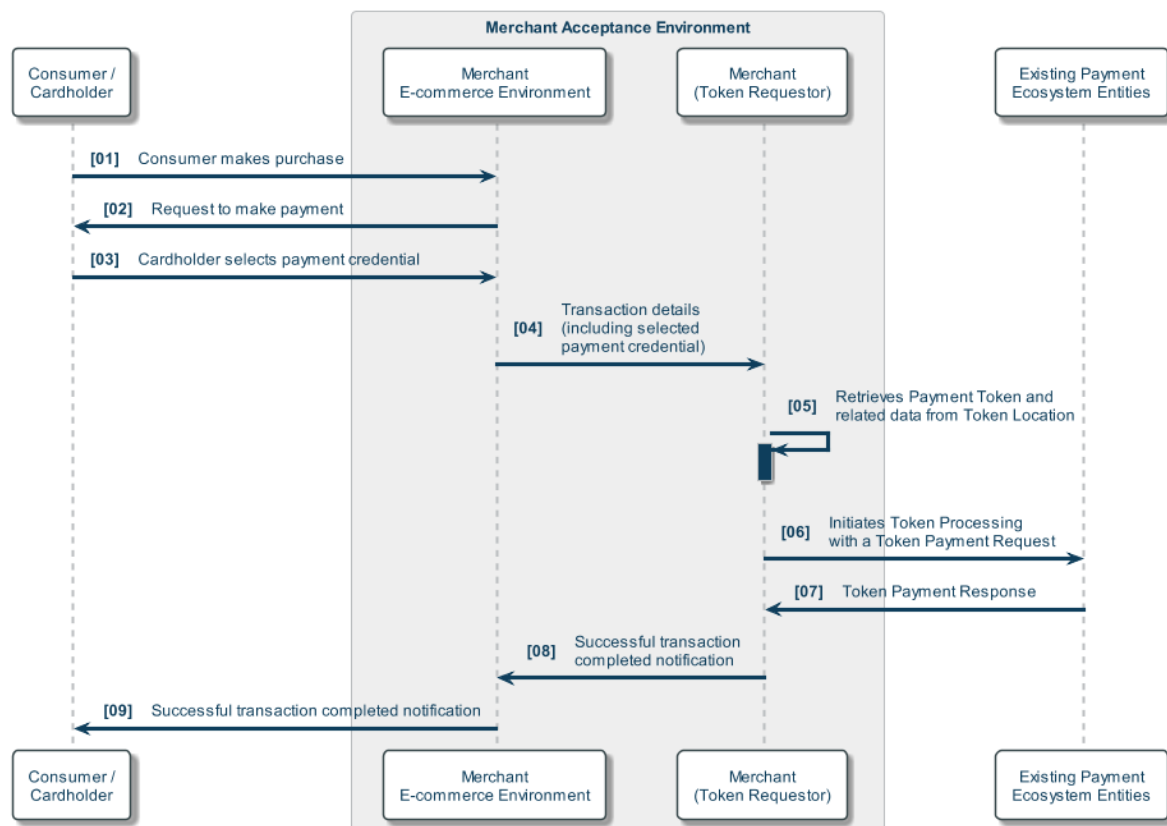 Merchant Acceptance Environment
Consumer /
Cardholder
Merchant
E-commerce Environment
Merchant
(Token Requestor)
Existing Payment
Ecosystem Entities
[01] Consumer makes purchase
[02] Request to make payment
[03] Cardholder selects payment credential
Transaction details
[04] (including selected
payment credential)
[05] Retrieves Payment Token and
related data from Token Location
[06] Initiates Token Processing
with a Token Payment Request
[07] Token Payment Response
[08] Successful transaction
completed notification
[09] Successful transaction completed notification
Consumer /
Cardholder
Merchant
E-commerce Environment
Merchant
(Token Requestor)
Existing Payment
Ecosystem Entities